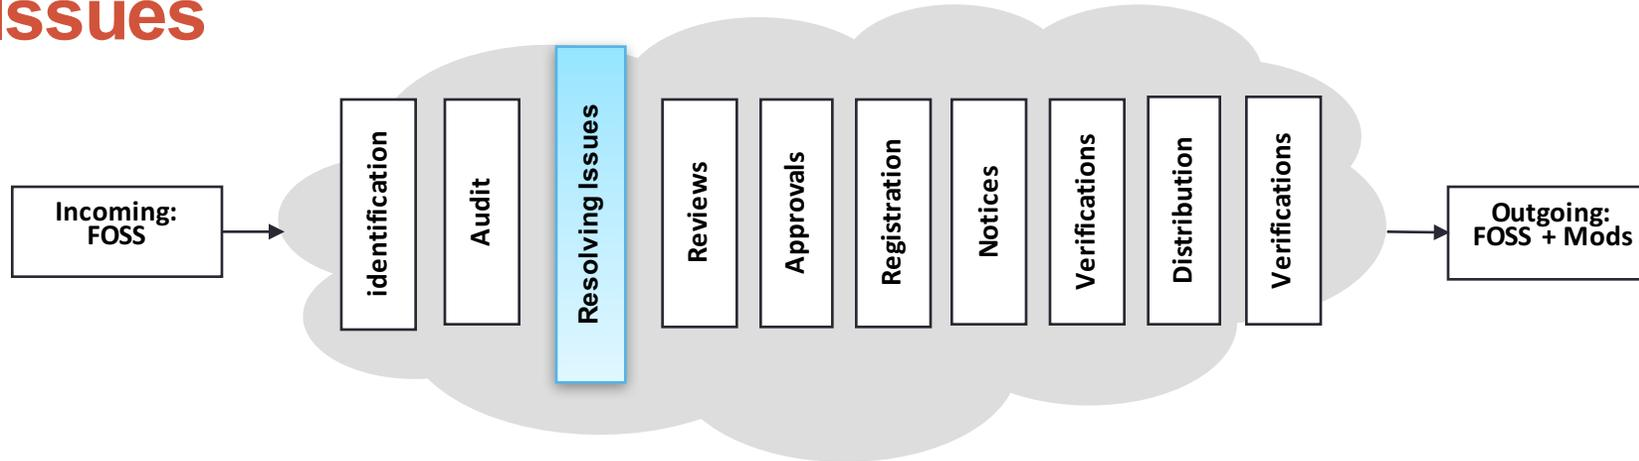 Issues
Incoming:
FOSS
identification
Audit
Resolving Issues
Reviews
Approvals
Registration
Notices
Verifications
Distribution
Verifications
Outgoing:
FOSS + Mods